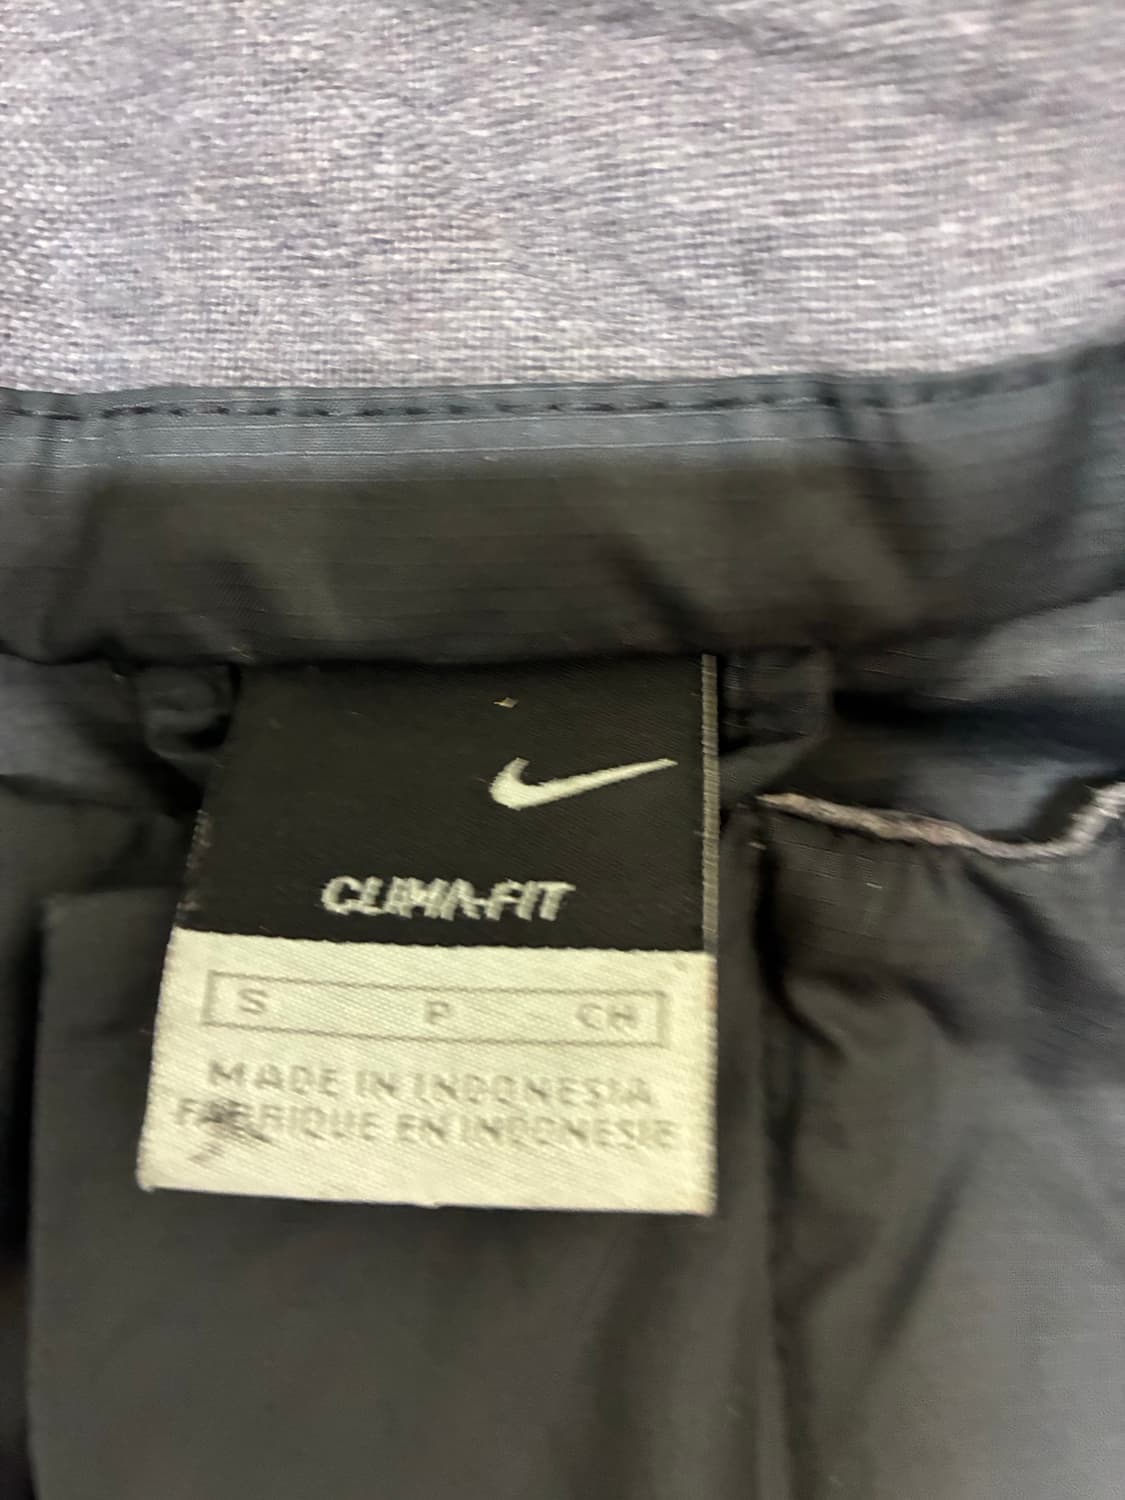 CLIMA-FIT
S P CH
MADE IN INDONESIA
FABRIQUE EN INDONESIE